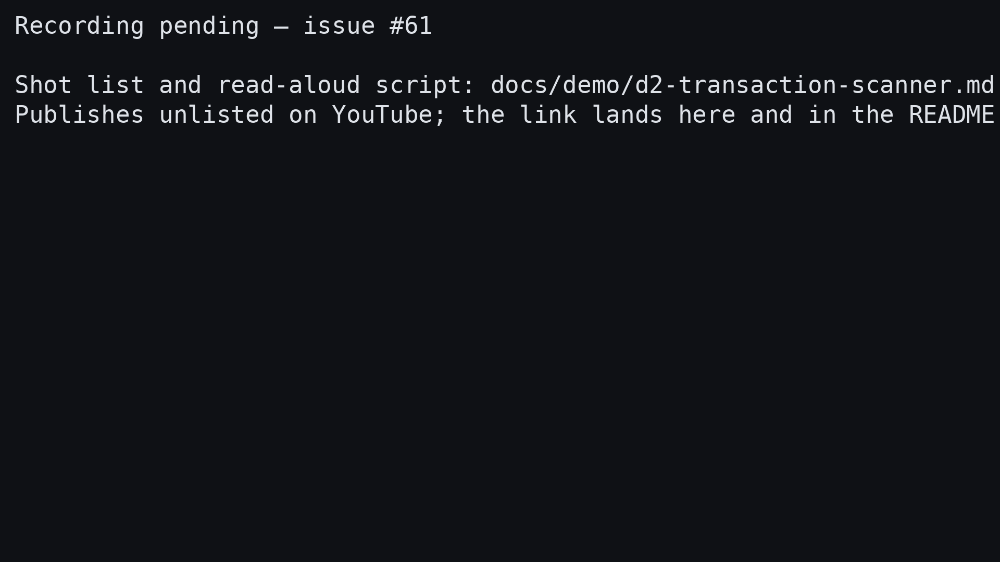 Recording pending — issue #61
Shot list and read-aloud script: docs/demo/d2-transaction-scanner.md
Publishes unlisted on YouTube; the link lands here and in the README